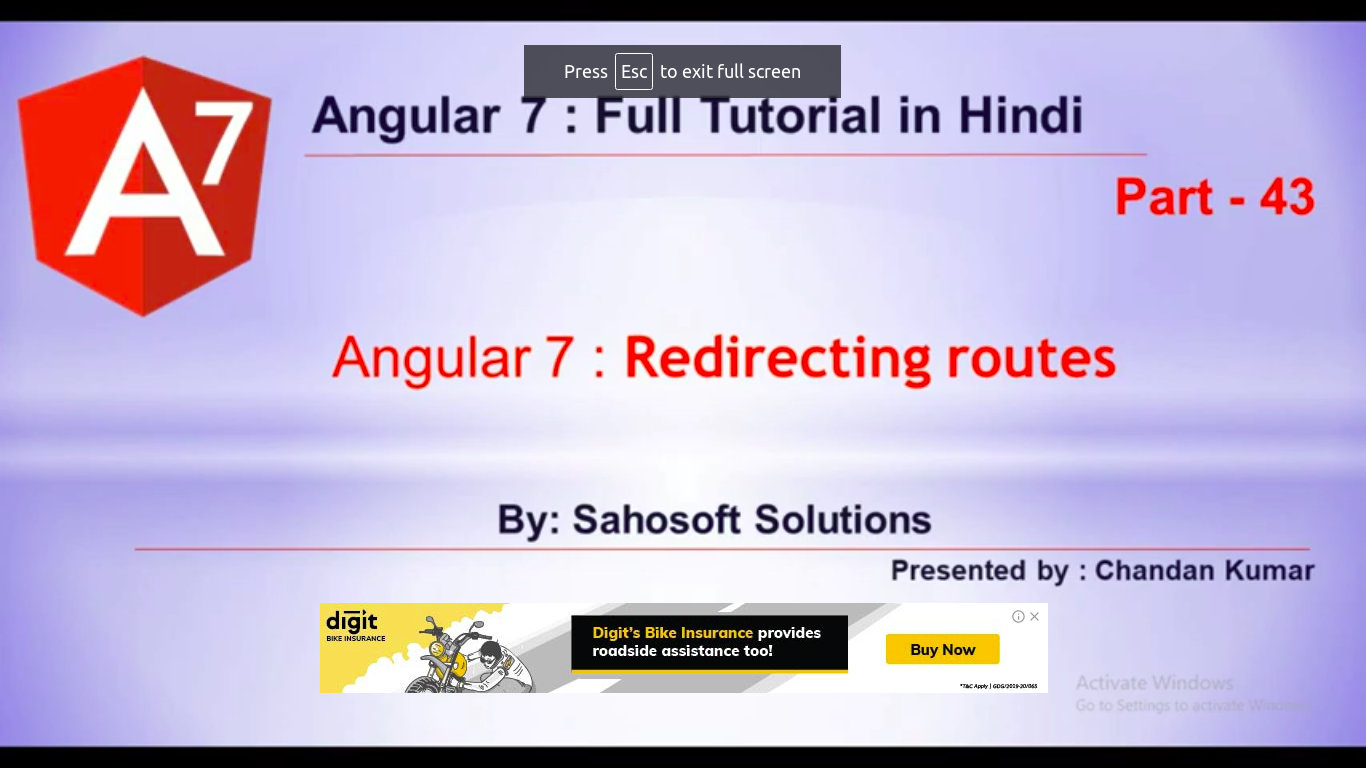 Press Esc to exit full screen
A7
Angular 7 : Full Tutorial in Hindi
Part - 43
Angular 7 : Redirecting routes
By: Sahosoft Solutions
Presented by : Chandan Kumar
digit
BIKE INSURANCE
Digit's Bike Insurance provides
roadside assistance too!
Buy Now
*T&C Apply | GDG/2019-20/065
Activate Windows
Go to Settings to activate Windows